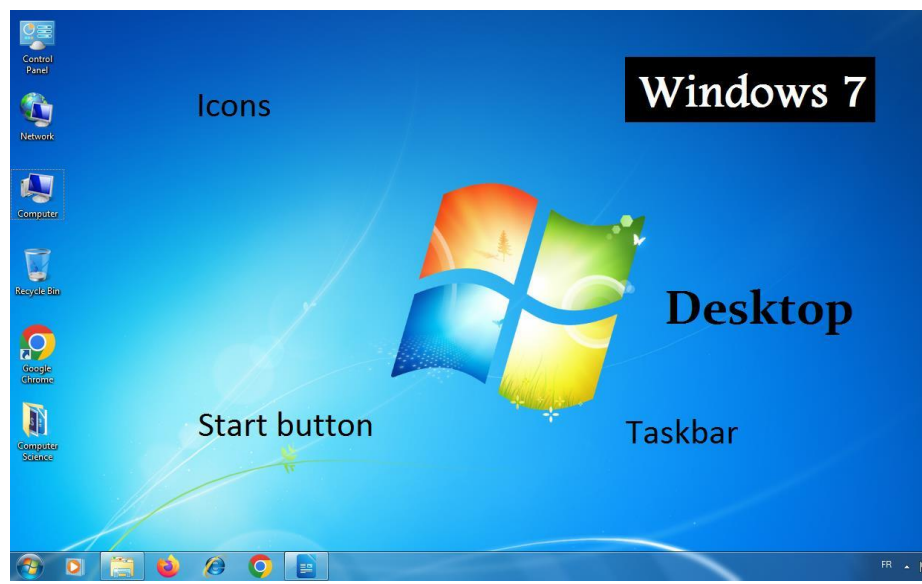 Control
Panel
Windows 7
Icons
Network
Computer
Recycle Bin
Desktop
Google
Chrome
Start button
Taskbar
Computer
Science
FR